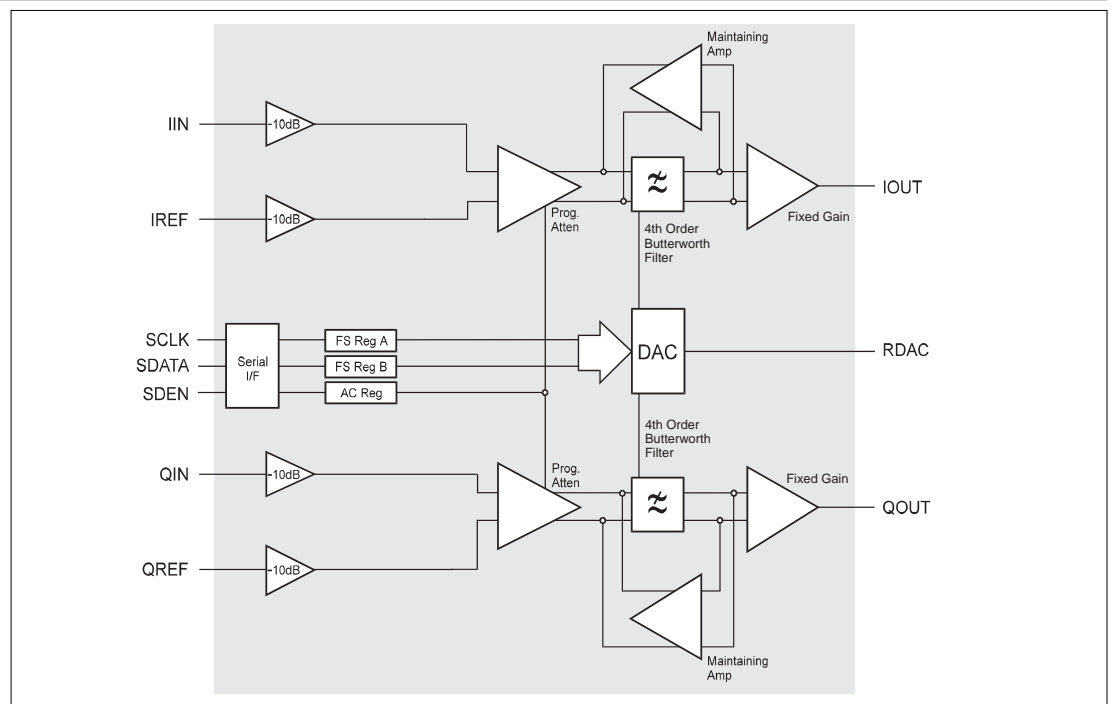 Maintaining
Amp
IIN
-10dB
IOUT
Fixed Gain
IREF
-10dB
Prog.
Atten
4th Order
Butterworth
Filter
SCLK
SDATA
SDEN
Serial
I/F
FS Reg A
FS Reg B
AC Reg
DAC
RDAC
4th Order
Butterworth
Filter
QIN
-10dB
Prog.
Atten
Fixed Gain
QOUT
QREF
-10dB
Maintaining
Amp